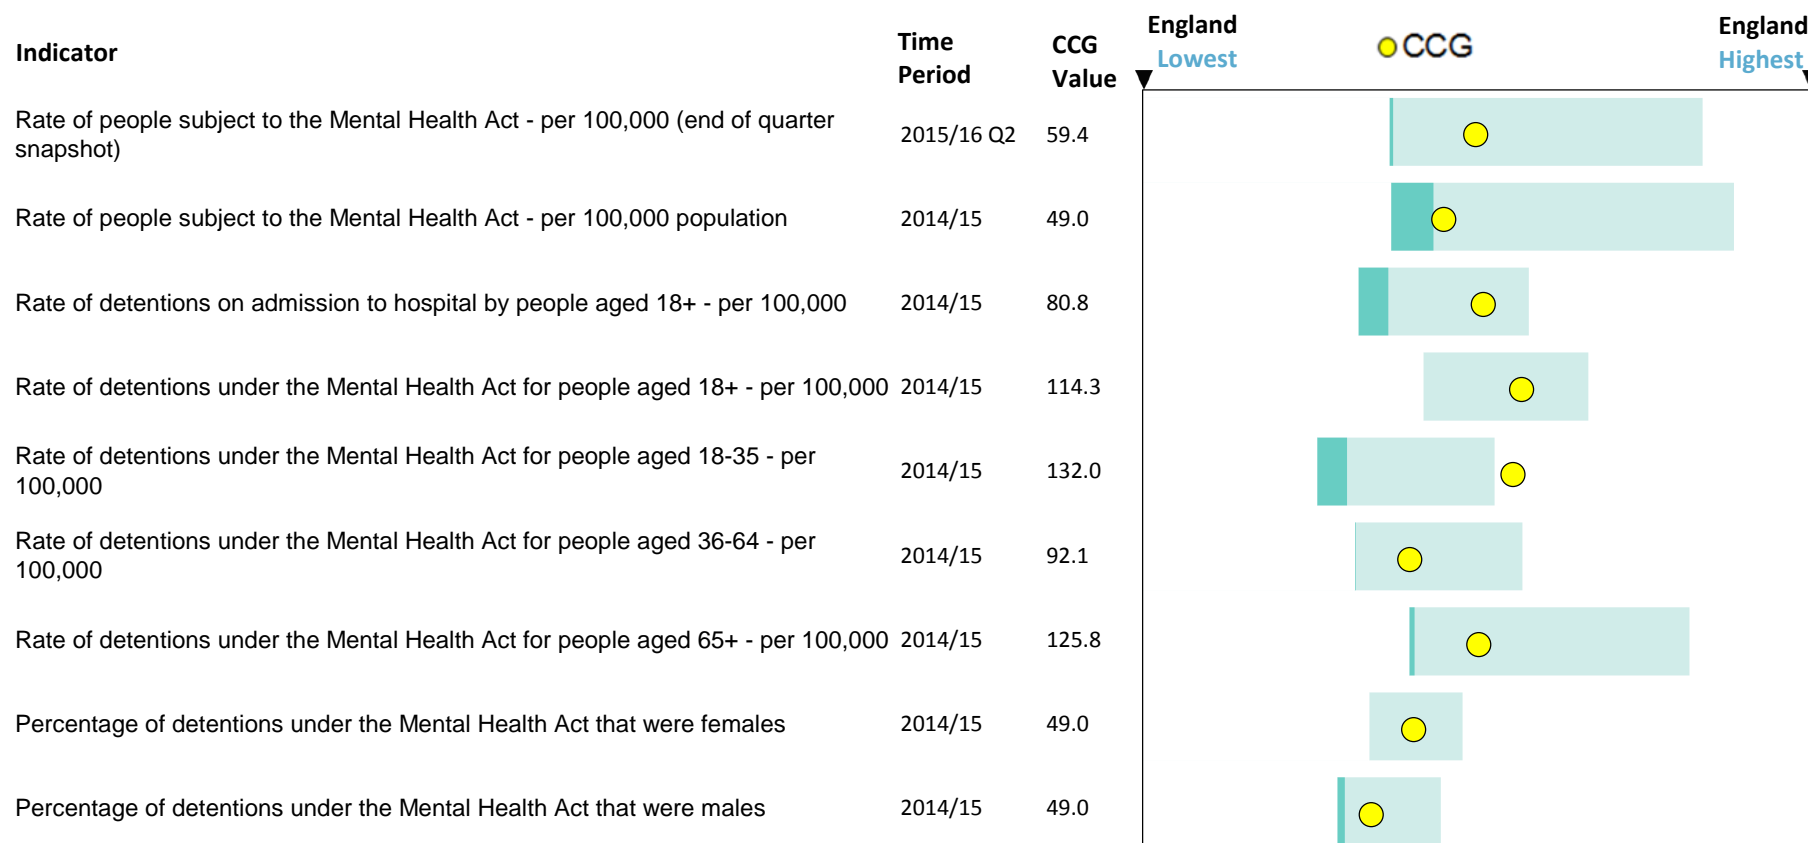 Indicator
Time Period
CCG Value
England Lowest
CCG
England Highest
Rate of people subject to the Mental Health Act - per 100,000 (end of quarter
snapshot)
2015/16 Q2 59.4
Rate of people subject to the Mental Health Act - per 100,000 population 2014/15 49.0
Rate of detentions on admission to hospital by people aged 18+ - per 100,000 2014/15 80.8
Rate of detentions under the Mental Health Act for people aged 18+ - per 100,000 2014/15 114.3
Rate of detentions under the Mental Health Act for people aged 18-35 - per
100,000
2014/15 132.0
Rate of detentions under the Mental Health Act for people aged 36-64 - per
100,000
2014/15 92.1
Rate of detentions under the Mental Health Act for people aged 65+ - per 100,000 2014/15 125.8
Percentage of detentions under the Mental Health Act that were females 2014/15 49.0
Percentage of detentions under the Mental Health Act that were males 2014/15 49.0